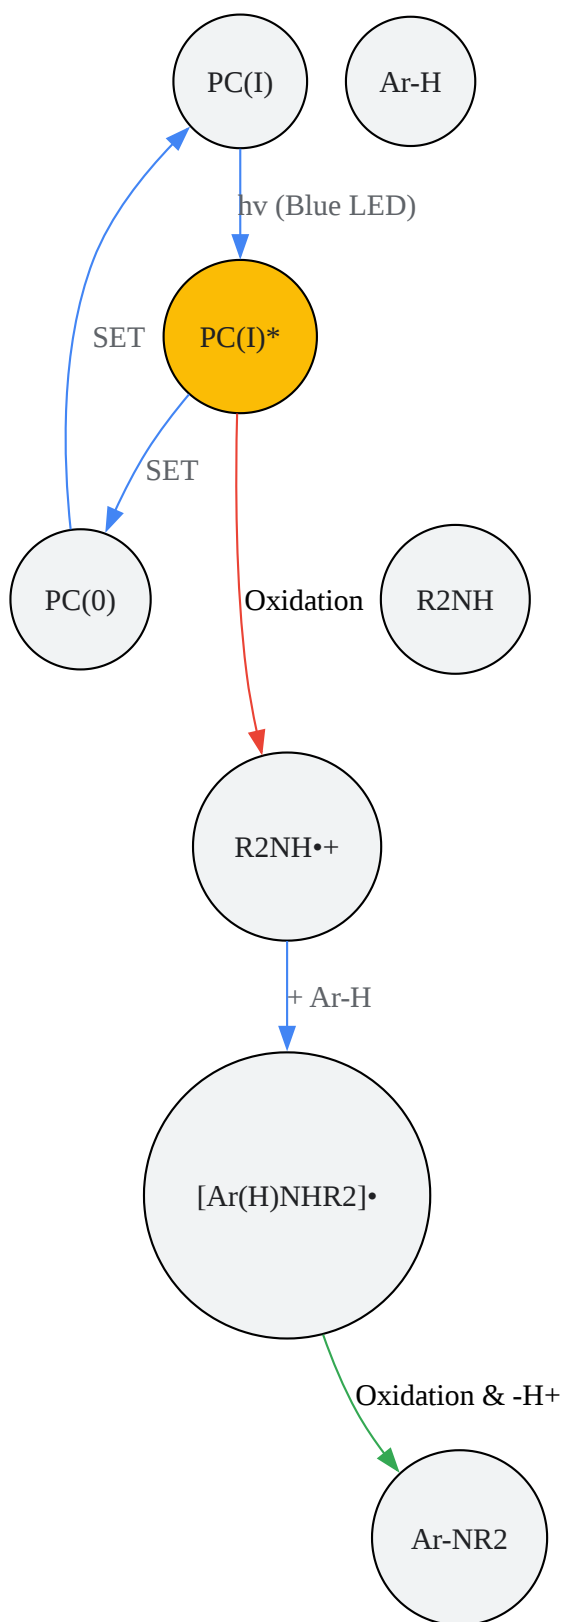 PC(I)
Ar-H
hv (Blue LED)
PC(I)*
SET
SET
PC(0)
Oxidation
R2NH
R2NH•+
+ Ar-H
[Ar(H)NHR2]•
Oxidation & -H+
Ar-NR2